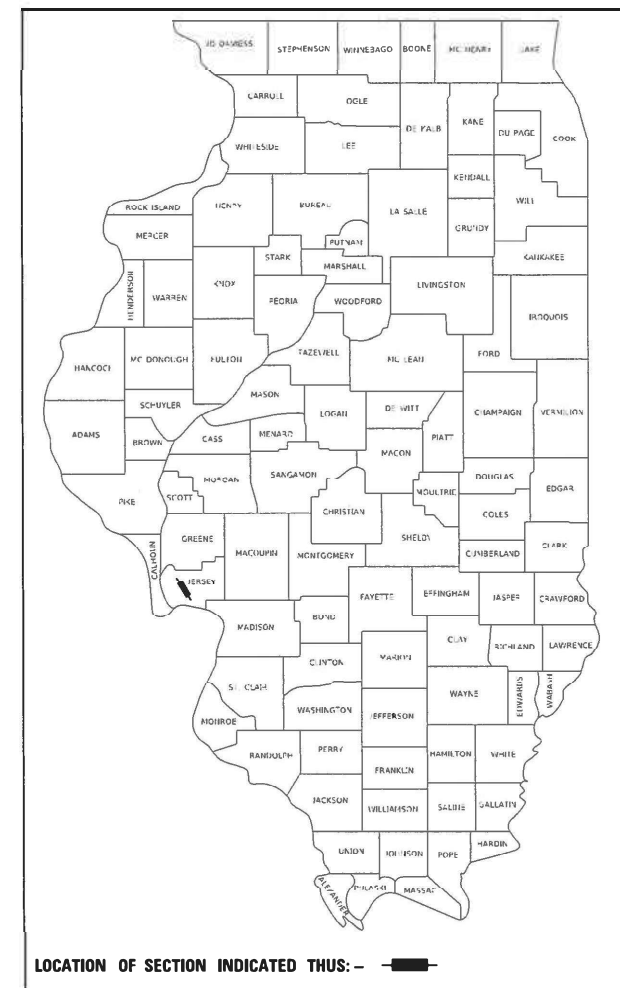 JO DAVIESS STEPHENSON WINNEBAGO BOONE MC HENRY LAKE
CARROLL OGLE DE KALB KANE DU PAGE COOK
WHITESIDE LEE KENDALL WILL
ROCK ISLAND HENRY BUREAU LA SALLE GRUNDY
MERCER PUTNAM KANKAKEE
STARK MARSHALL
HENDERSON WARREN KNOX PEORIA WOODFORD LIVINGSTON IROQUOIS
HANCOCK MC DONOUGH FULTON TAZEWELL MC LEAN FORD
SCHUYLER MASON LOGAN DE WITT CHAMPAIGN VERMILION
ADAMS BROWN CASS MENARD PIATT
MACON
PIKE SCOTT MORGAN SANGAMON MOULTRIE DOUGLAS EDGAR
CHRISTIAN COLES
CALHOUN GREENE MACOUPIN MONTGOMERY SHELBY CUMBERLAND CLARK
JERSEY FAYETTE EFFINGHAM JASPER CRAWFORD
MADISON BOND CLAY RICHLAND LAWRENCE
CLINTON MARION
ST. CLAIR WAYNE EDWARDS WABASH
MONROE WASHINGTON JEFFERSON
RANDOLPH PERRY HAMILTON WHITE
FRANKLIN
JACKSON WILLIAMSON SALINE GALLATIN
UNION JOHNSON POPE HARDIN
ALEXANDER PULASKI MASSAC
LOCATION OF SECTION INDICATED THUS: –